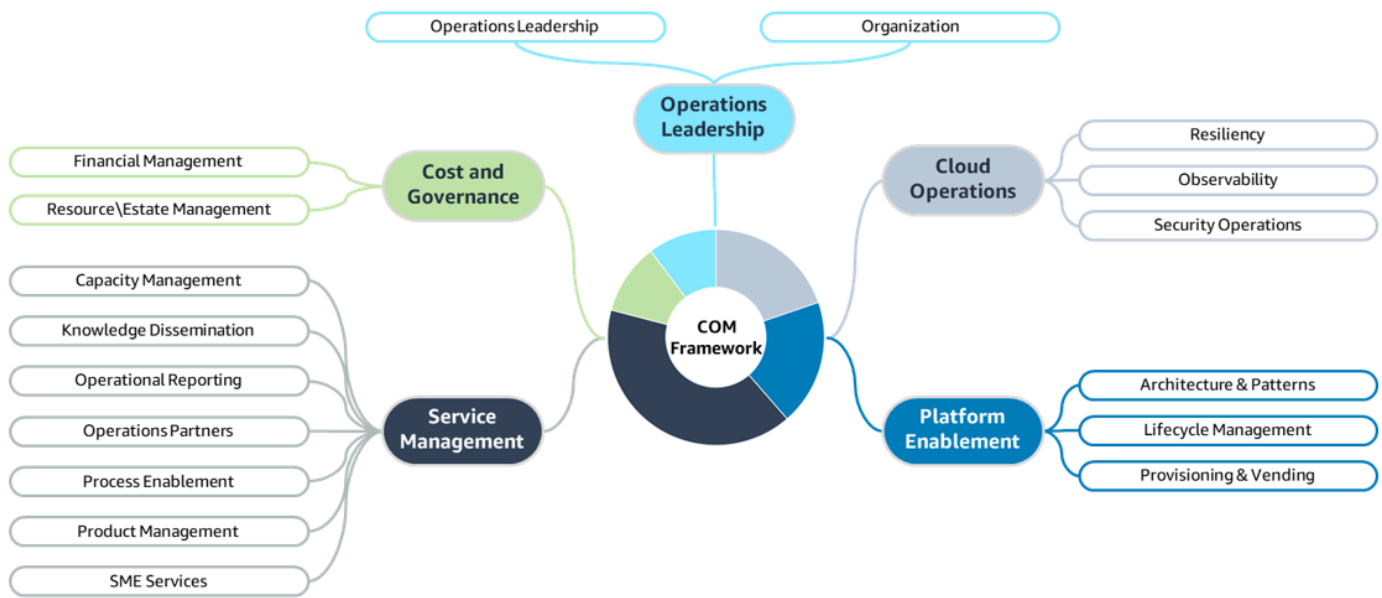 Operations Leadership
Organization
Operations
Leadership
Cost and
Governance
Financial Management
Resource\Estate Management
Cloud
Operations
Resiliency
Observability
Security Operations
COM
Framework
Service
Management
Capacity Management
Knowledge Dissemination
Operational Reporting
Operations Partners
Process Enablement
Product Management
SME Services
Platform
Enablement
Architecture & Patterns
Lifecycle Management
Provisioning & Vending